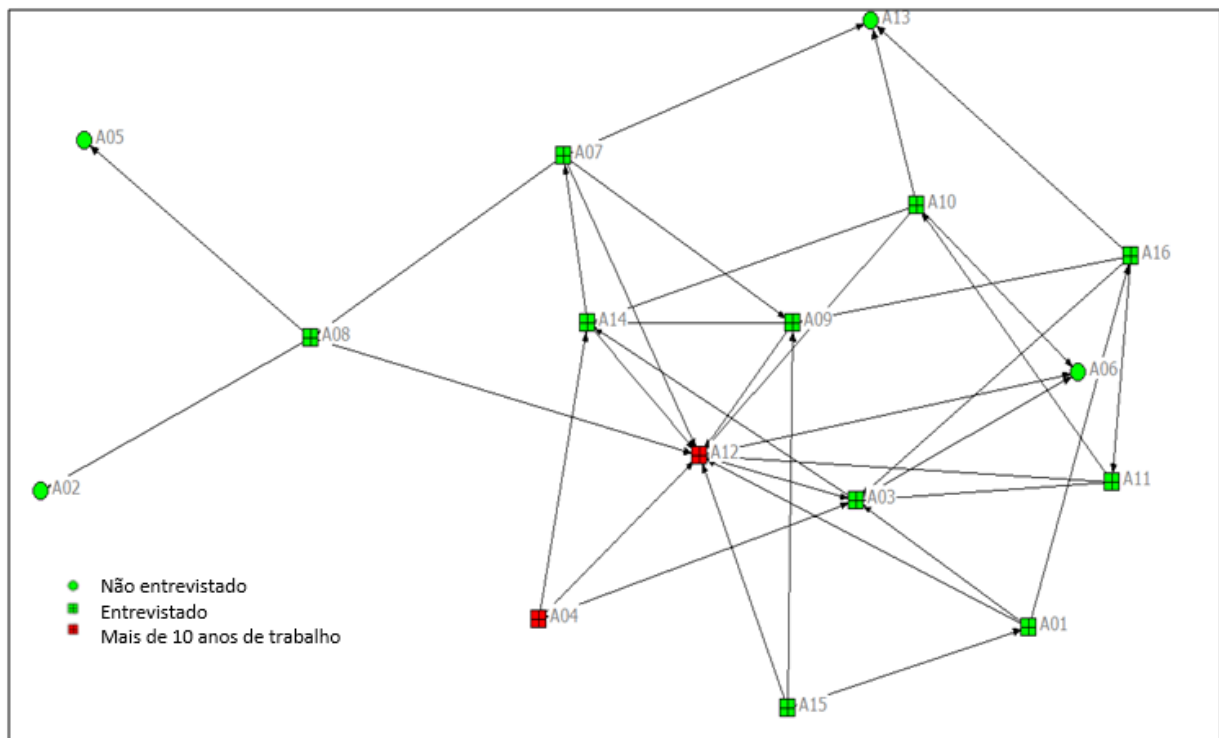 A13
A05
A07
A10
A16
A14
A09
A08
A06
A12
A11
A02
A03
Não entrevistado
Entrevistado
A04
A01
Mais de 10 anos de trabalho
A15